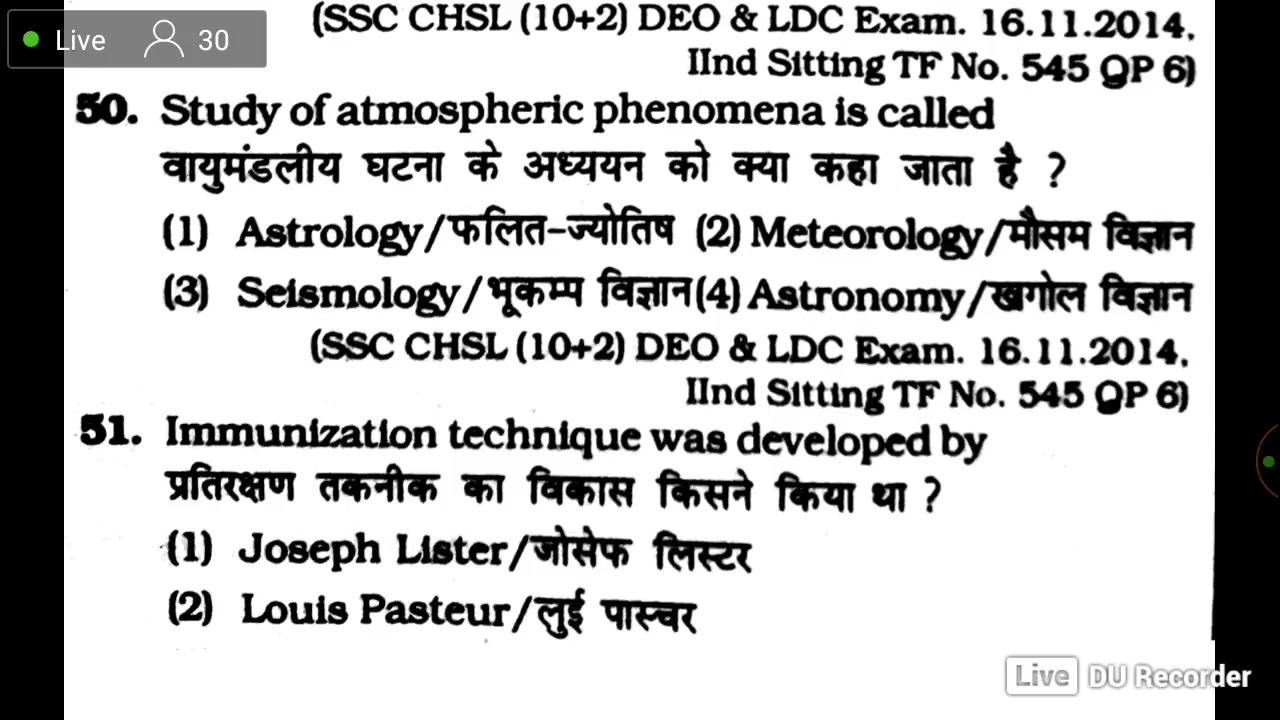 Live 30
(SSC CHSL (10+2) DEO & LDC Exam. 16.11.2014,
IInd Sitting TF No. 545 QP 6)
50. Study of atmospheric phenomena is called
वायुमंडलीय घटना के अध्ययन को क्या कहा जाता है ?
(1) Astrology/फलित-ज्योतिष (2) Meteorology/मौसम विज्ञान
(3) Seismology/भूकम्प विज्ञान (4) Astronomy/खगोल विज्ञान
(SSC CHSL (10+2) DEO & LDC Exam. 16.11.2014,
IInd Sitting TF No. 545 QP 6)
51. Immunization technique was developed by
प्रतिरक्षण तकनीक का विकास किसने किया था ?
(1) Joseph Lister/जोसेफ लिस्टर
(2) Louis Pasteur/लुई पास्चर
Live DU Recorder